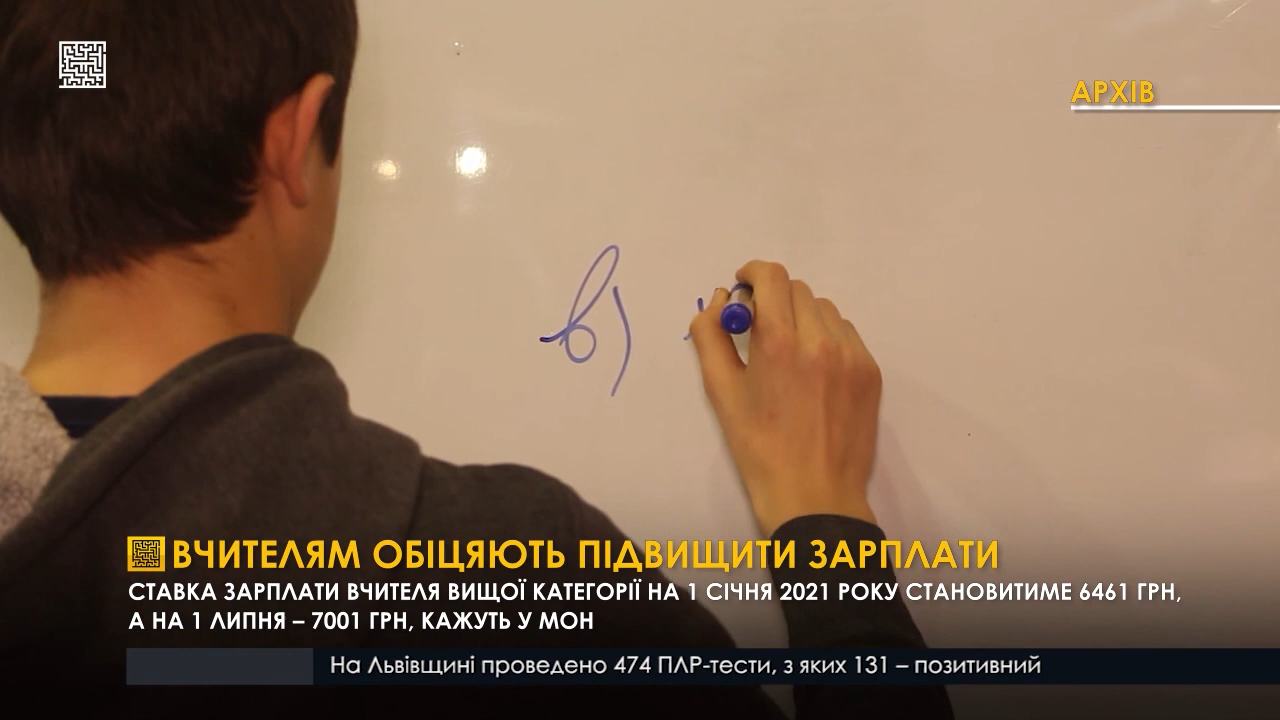 АРХІВ
в)
ВЧИТЕЛЯМ ОБІЦЯЮТЬ ПІДВИЩИТИ ЗАРПЛАТИ
СТАВКА ЗАРПЛАТИ ВЧИТЕЛЯ ВИЩОЇ КАТЕГОРІЇ НА 1 СІЧНЯ 2021 РОКУ СТАНОВИТИМЕ 6461 ГРН,
А НА 1 ЛИПНЯ – 7001 ГРН, КАЖУТЬ У МОН
На Львівщині проведено 474 ПЛР-тести, з яких 131 – позитивний